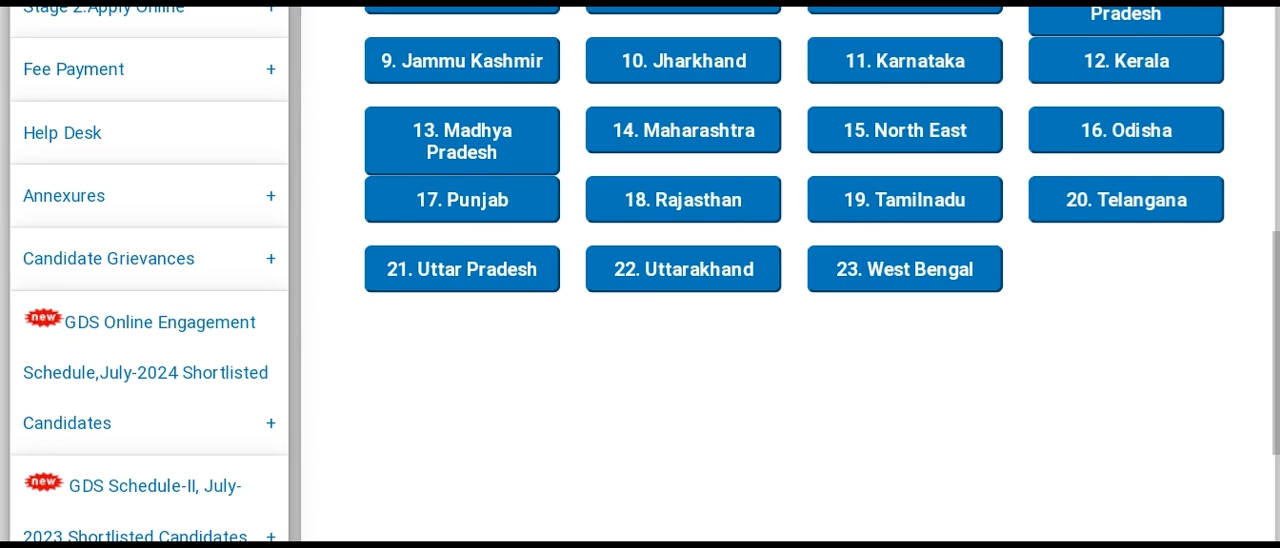 Stage 2.Apply Online +
Fee Payment +
Help Desk
Annexures +
Candidate Grievances +
new GDS Online Engagement
Schedule,July-2024 Shortlisted
Candidates +
new GDS Schedule-II, July-
2023 Shortlisted Candidates +
Pradesh
9. Jammu Kashmir
10. Jharkhand
11. Karnataka
12. Kerala
13. Madhya
Pradesh
14. Maharashtra
15. North East
16. Odisha
17. Punjab
18. Rajasthan
19. Tamilnadu
20. Telangana
21. Uttar Pradesh
22. Uttarakhand
23. West Bengal